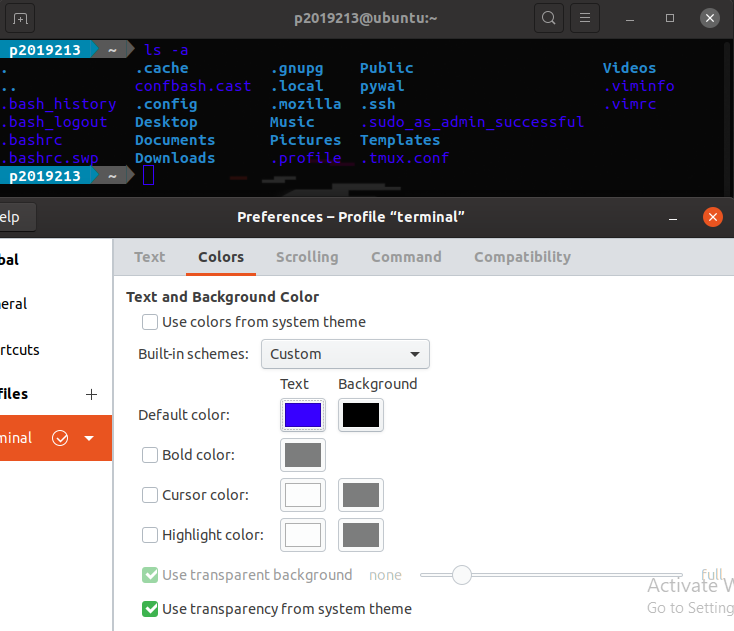 p2019213@ubuntu:~
p2019213 ~ ls -a
. .cache .gnupg Public Videos
.. confbash.cast .local pywal .viminfo
.bash_history .config .mozilla .ssh .vimrc
.bash_logout Desktop Music .sudo_as_admin_successful
.bashrc Documents Pictures Templates
.bashrc.swp Downloads .profile .tmux.conf
p2019213 ~
elp
Preferences – Profile “terminal”
bal
neral
rtcuts
files
minal
Text Colors Scrolling Command Compatibility
Text and Background Color
Use colors from system theme
Built-in schemes: Custom
Text Background
Default color:
Bold color:
Cursor color:
Highlight color:
Use transparent background none full
Use transparency from system theme
Activate W
Go to Setting